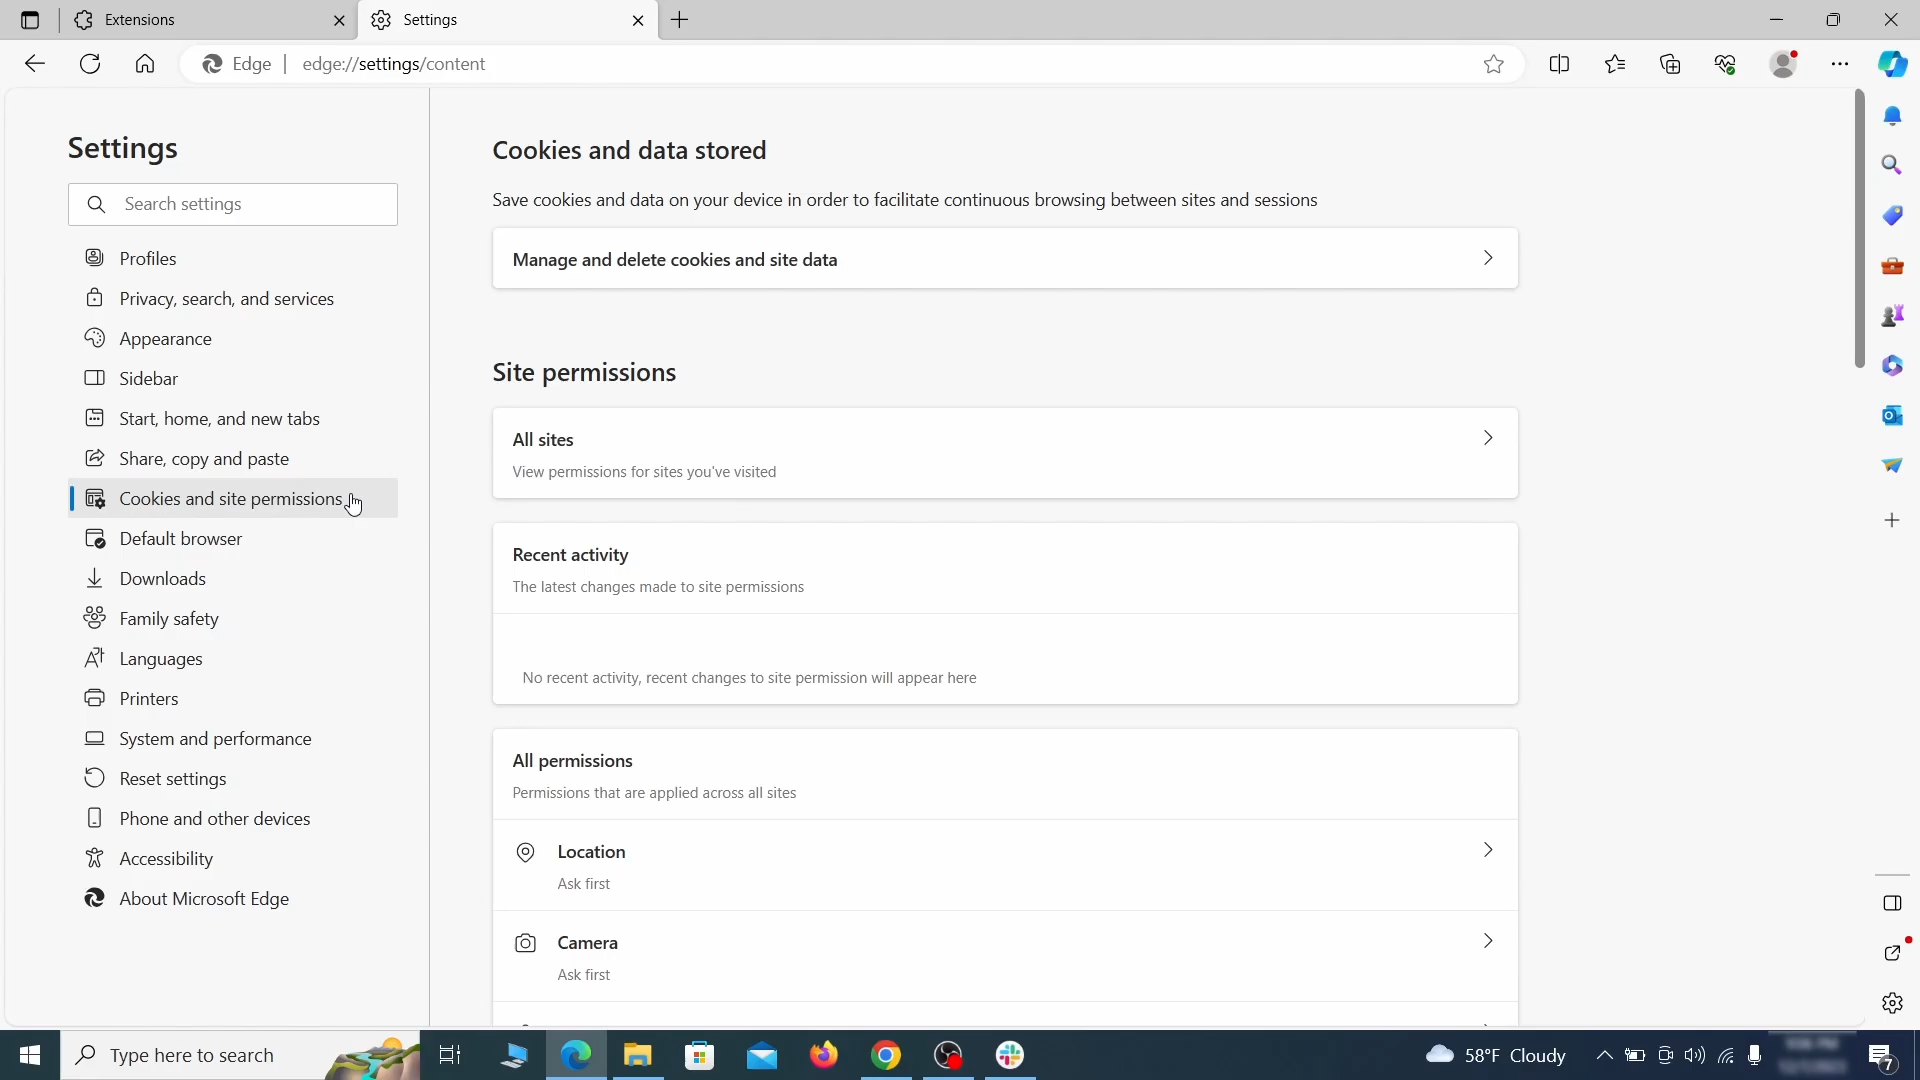 Extensions
Settings
Edge
edge://settings/content
Settings
Search settings
Profiles
Privacy, search, and services
Appearance
Sidebar
Start, home, and new tabs
Share, copy and paste
Cookies and site permissions
Default browser
Downloads
Family safety
Languages
Printers
System and performance
Reset settings
Phone and other devices
Accessibility
About Microsoft Edge
Cookies and data stored
Save cookies and data on your device in order to facilitate continuous browsing between sites and sessions
Manage and delete cookies and site data
Site permissions
All sites
View permissions for sites you've visited
Recent activity
The latest changes made to site permissions
No recent activity, recent changes to site permission will appear here
All permissions
Permissions that are applied across all sites
Location
Ask first
Camera
Ask first
Type here to search
58°F Cloudy
7